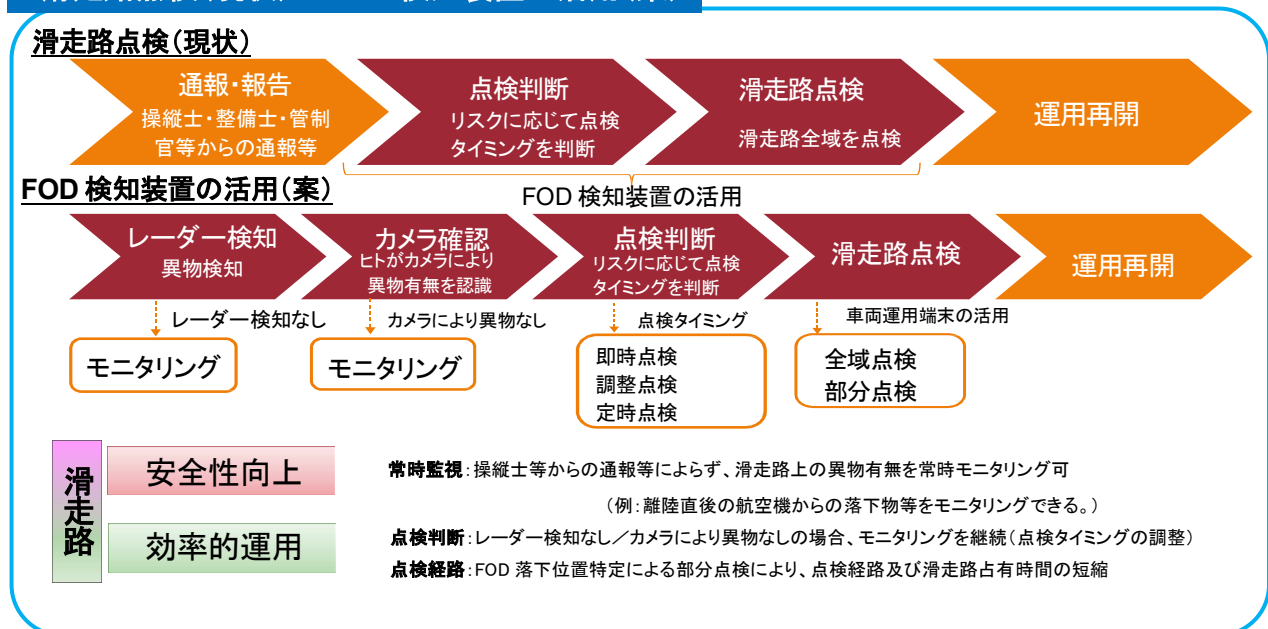 滑走路点検（現状）
通報・報告
操縦士・整備士・管制
官等からの通報等
点検判断
リスクに応じて点検
タイミングを判断
滑走路点検
滑走路全域を点検
運用再開
FOD 検知装置の活用（案）
FOD 検知装置の活用
レーダー検知
異物検知
カメラ確認
ヒトがカメラにより
異物有無を認識
点検判断
リスクに応じて点検
タイミングを判断
滑走路点検
運用再開
レーダー検知なし
カメラにより異物なし
点検タイミング
車両運用端末の活用
モニタリング
モニタリング
即時点検
調整点検
定時点検
全域点検
部分点検
滑走路
安全性向上
効率的運用
常時監視：操縦士等からの通報等によらず、滑走路上の異物有無を常時モニタリング可
（例：離陸直後の航空機からの落下物等をモニタリングできる。）
点検判断：レーダー検知なし／カメラにより異物なしの場合、モニタリングを継続（点検タイミングの調整）
点検経路：FOD 落下位置特定による部分点検により、点検経路及び滑走路占有時間の短縮